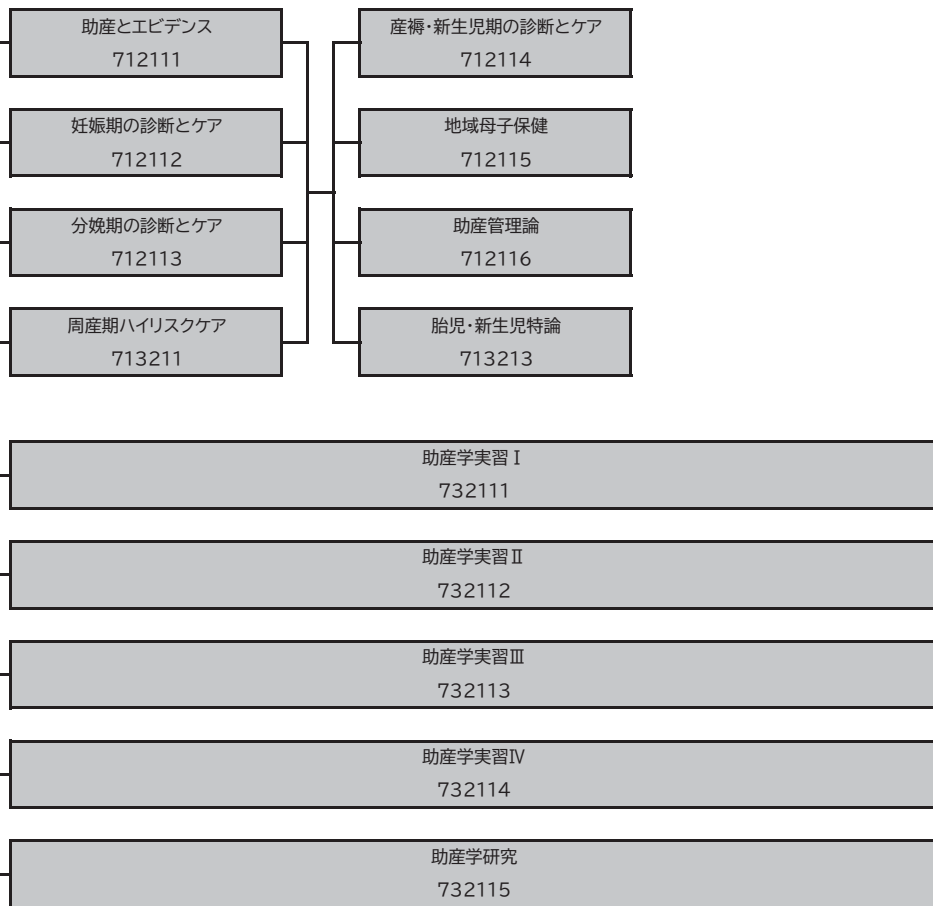 助産とエビデンス
712111
産褥・新生児期の診断とケア
712114
妊娠期の診断とケア
712112
地域母子保健
712115
分娩期の診断とケア
712113
助産管理論
712116
周産期ハイリスクケア
713211
胎児・新生児特論
713213
助産学実習Ⅰ
732111
助産学実習Ⅱ
732112
助産学実習Ⅲ
732113
助産学実習Ⅳ
732114
助産学研究
732115